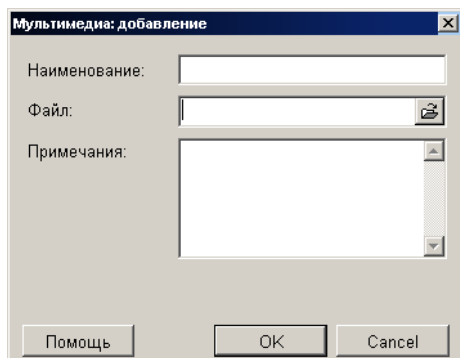 Мультимедиа: добавление
Наименование:
Файл:
Примечания:
Помощь OK Cancel